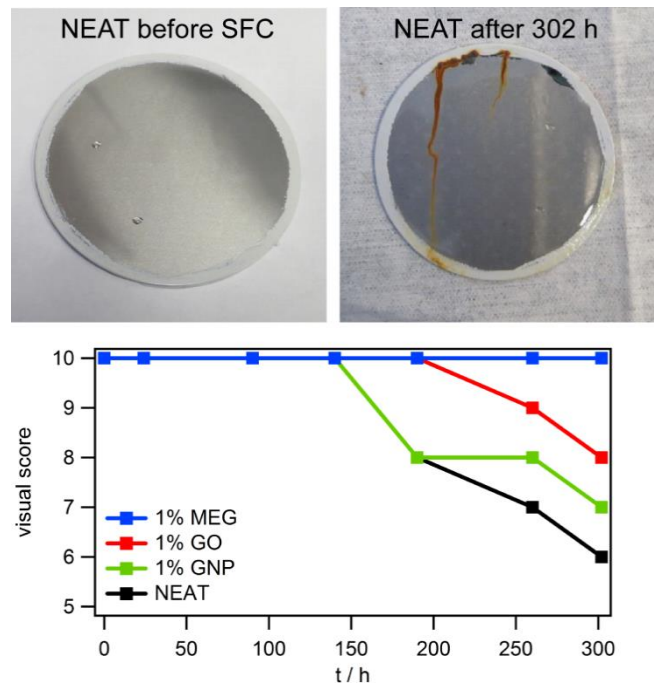 NEAT before SFC
NEAT after 302 h
10
9
8
7
6
5
visual score
1% MEG
1% GO
1% GNP
NEAT
0
50
100
150
200
250
300
t / h